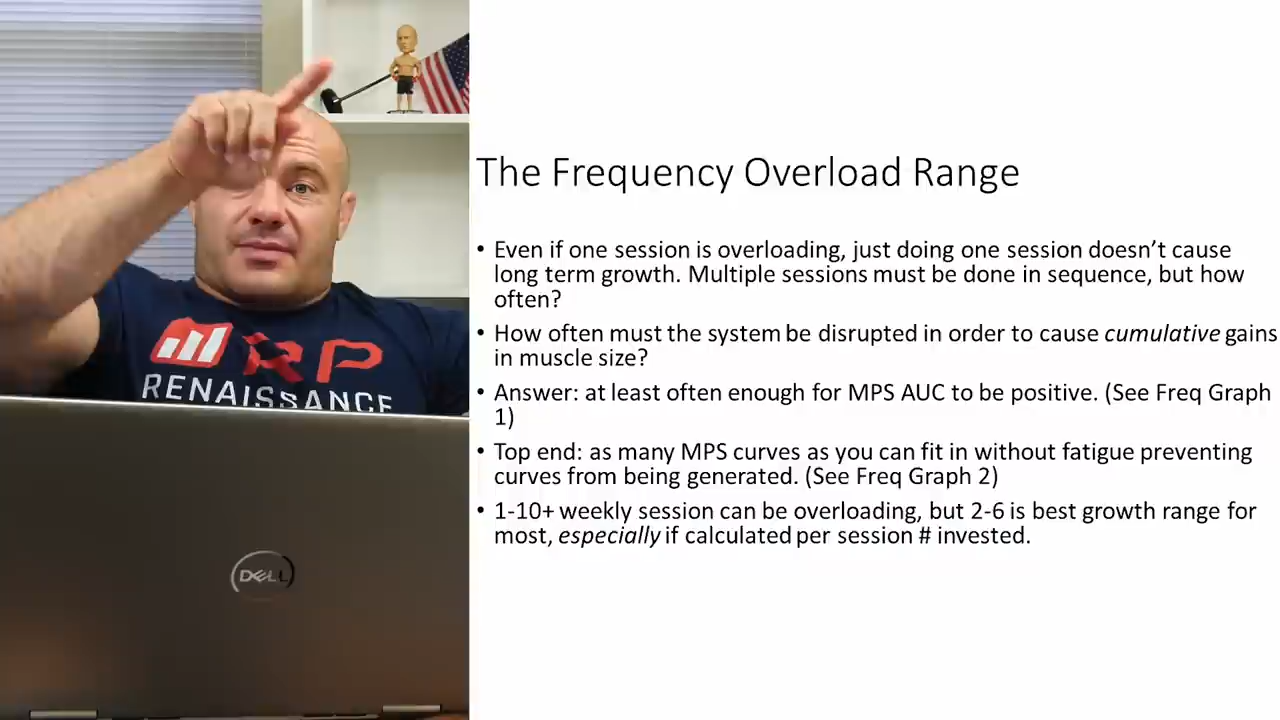 The Frequency Overload Range
• Even if one session is overloading, just doing one session doesn't cause
long term growth. Multiple sessions must be done in sequence, but how
often?
• How often must the system be disrupted in order to cause cumulative gains
in muscle size?
• Answer: at least often enough for MPS AUC to be positive. (See Freq Graph
1)
• Top end: as many MPS curves as you can fit in without fatigue preventing
curves from being generated. (See Freq Graph 2)
• 1-10+ weekly session can be overloading, but 2-6 is best growth range for
most, especially if calculated per session # invested.
RP
RENAISSANCE
DELL